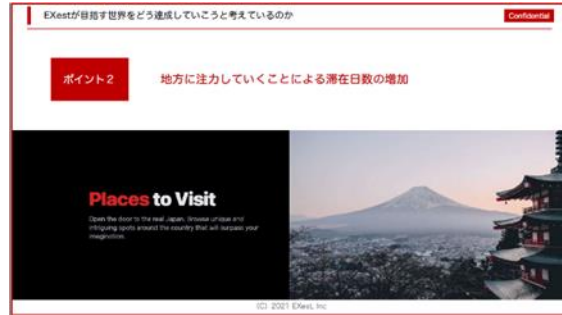 EXestが目指す世界をどう達成していこうと考えているのか
Confidential
ポイント2
地方に注力していくことによる滞在日数の増加
Places to Visit
Open the door to the real Japan. Browse unique and
intriguing spots around the country that will surpass your
imagination.
(C) 2021 EXest, Inc